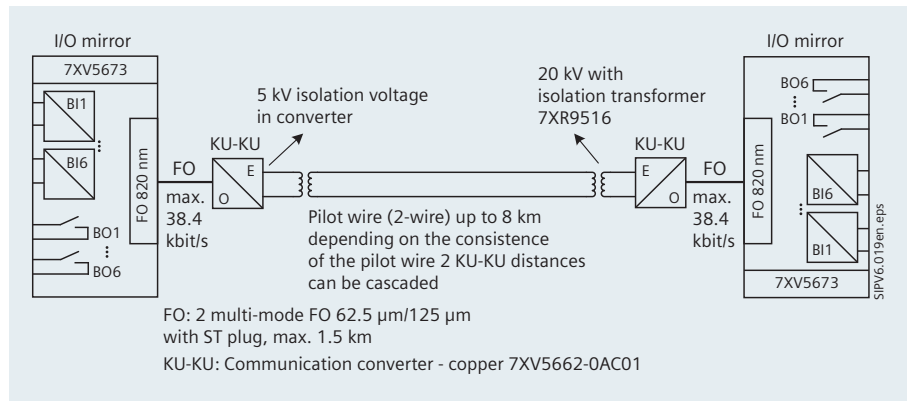 I/O mirror
7XV5673
BI1
BI6
BO1
BO6
FO 820 nm
FO
max.
38.4
kbit/s
KU-KU
E
O
5 kV isolation voltage
in converter
20 kV with
isolation transformer
7XR9516
Pilot wire (2-wire) up to 8 km
depending on the consistence
of the pilot wire 2 KU-KU distances
can be cascaded
KU-KU
E
O
FO
max.
38.4
kbit/s
I/O mirror
FO 820 nm
BO6
BO1
BI6
BI1
7XV5673
SIPV6.019en.eps
FO: 2 multi-mode FO 62.5 µm/125 µm
with ST plug, max. 1.5 km
KU-KU: Communication converter - copper 7XV5662-0AC01